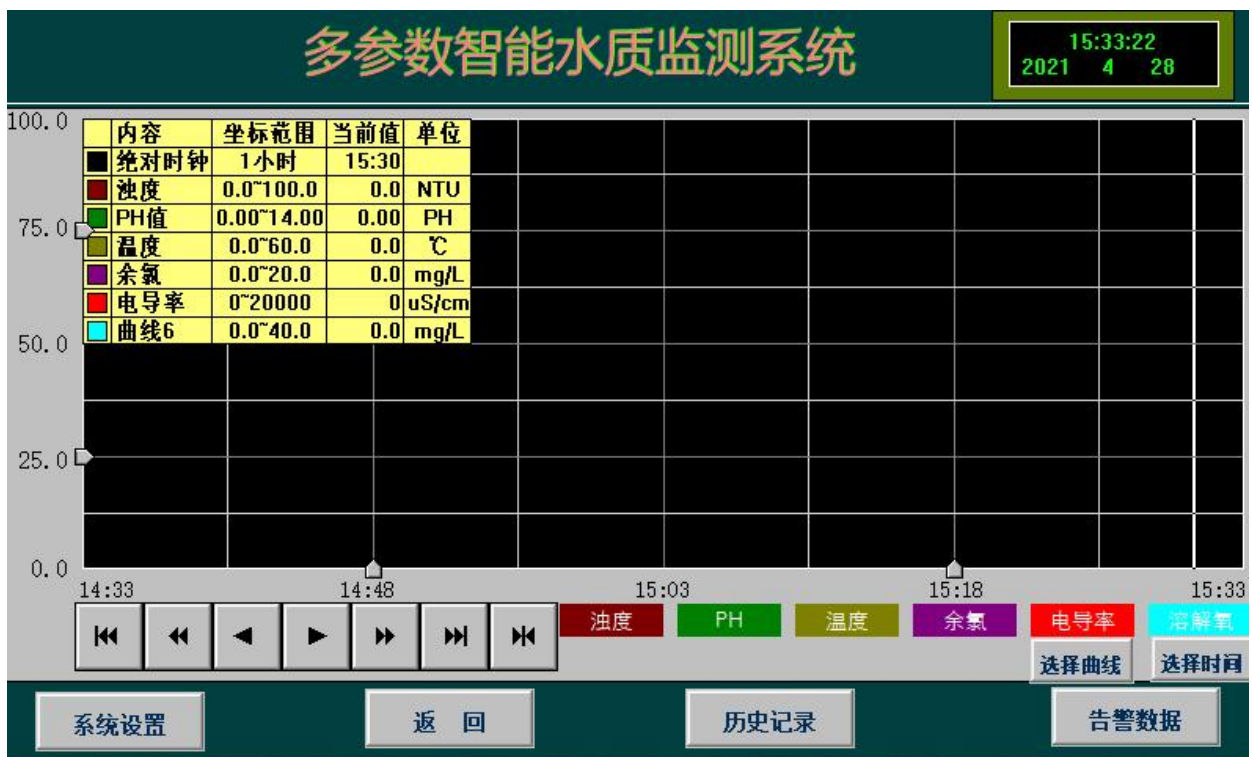 多参数智能水质监测系统
15:33:22
2021 4 28
100.0
75.0
50.0
25.0
0.0
内容 坐标范围 当前值 单位
绝对时钟 1小时 15:30
浊度 0.0~100.0 0.0 NTU
PH值 0.00~14.00 0.00 PH
温度 0.0~60.0 0.0 ℃
余氯 0.0~20.0 0.0 mg/L
电导率 0~20000 0 uS/cm
曲线6 0.0~40.0 0.0 mg/L
14:33 14:48 15:03 15:18 15:33
浊度 PH 温度 余氯 电导率 溶解氧
选择曲线 选择时间
系统设置 返 回 历史记录 告警数据